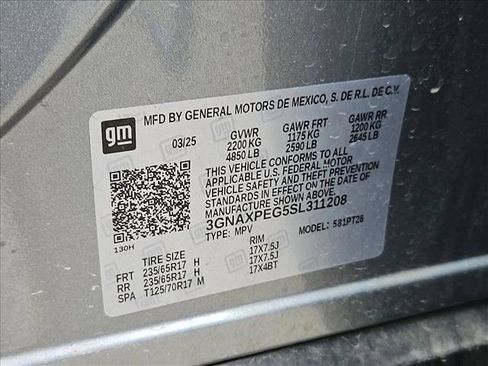 gm
MFD BY GENERAL MOTORS DE MEXICO, S. DE R.L. DE C.V.
03/25 GVWR GAWR FRT GAWR RR
2200 KG 1175 KG 1200 KG
4850 LB 2590 LB 2645 LB
THIS VEHICLE CONFORMS TO ALL
APPLICABLE U.S. FEDERAL MOTOR
VEHICLE SAFETY AND THEFT PREVENTION
STANDARDS IN EFFECT ON THE DATE OF
MANUFACTURE SHOWN ABOVE.
3GNAXPEG5SL311208
TYPE: MPV MODEL: 581PT26
130H
TIRE SIZE RIM
FRT 235/65R17 H 17X7.5J
RR 235/65R17 H 17X7.5J
SPA T125/70R17 M 17X4BT